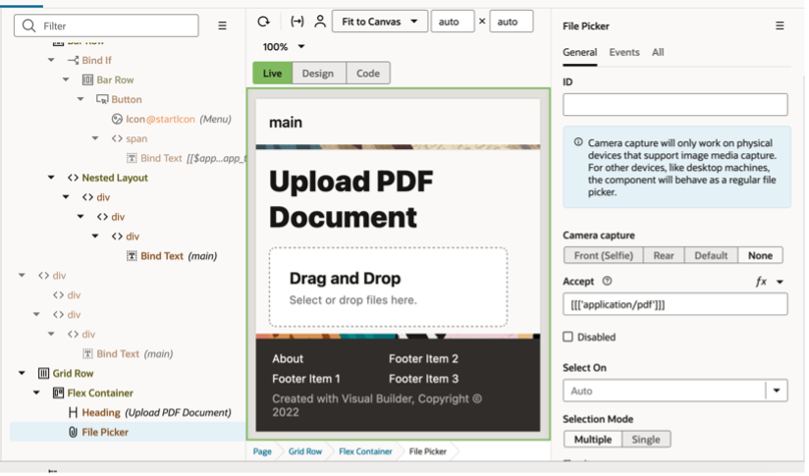 Filter
Bar Row
Bind If
Bar Row
Button
Icon@startIcon (Menu)
span
Bind Text [[$app...app_t
Nested Layout
div
div
div
Bind Text (main)
div
div
div
div
Bind Text (main)
Grid Row
Flex Container
Heading (Upload PDF Document)
File Picker
Fit to Canvas
auto × auto
100%
Live Design Code
main
Upload PDF
Document
Drag and Drop
Select or drop files here.
About Footer Item 2
Footer Item 1 Footer Item 3
Created with Visual Builder, Copyright ©
2022
Page Grid Row Flex Container File Picker
File Picker
General Events All
ID
Camera capture will only work on physical
devices that support image media capture.
For other devices, like desktop machines,
the component will behave as a regular file
picker.
Camera capture
Front (Selfie) Rear Default None
Accept fx
[[['application/pdf']]]
Disabled
Select On
Auto
Selection Mode
Multiple Single